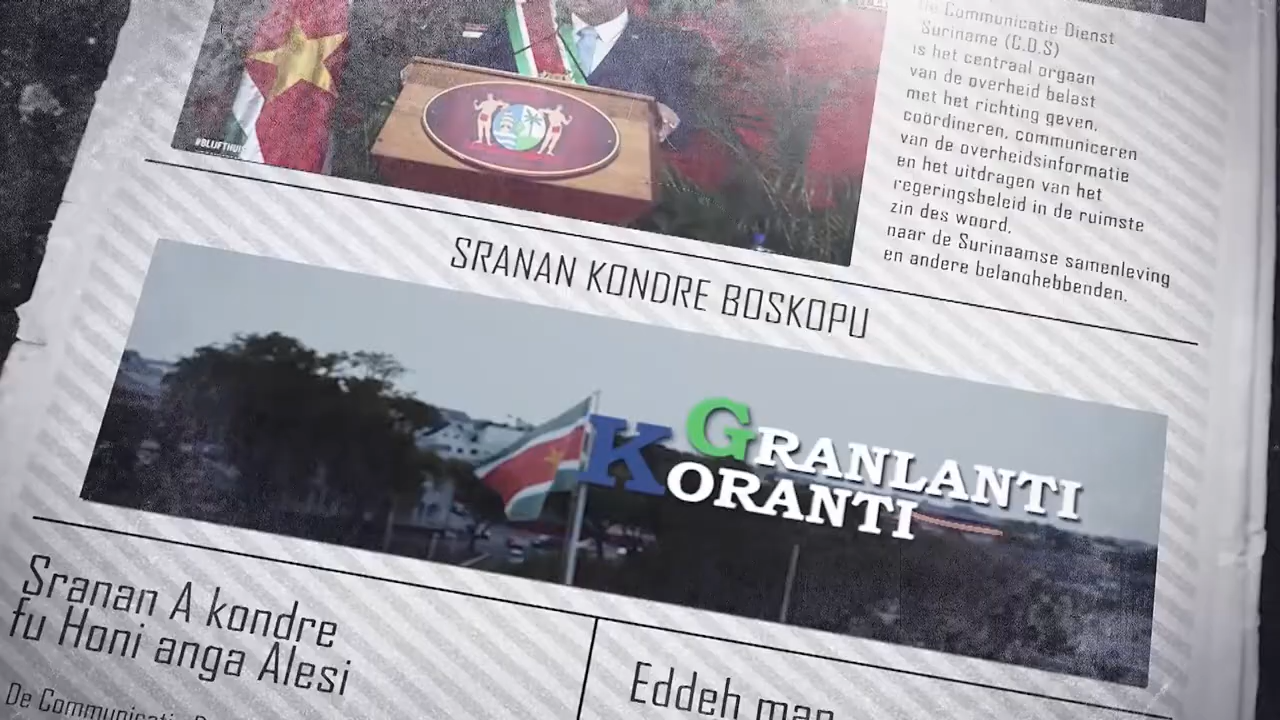 De Communicatie Dienst
Suriname (C.D.S)
is het centraal orgaan
van de overheid belast
met het richting geven,
coördineren, communiceren
van de overheidsinformatie
en het uitdragen van het
regeringsbeleid in de ruimste
zin des woord.
naar de Surinaamse samenleving
en andere belanghebbenden.
SRANAN KONDRE BOSKOPU
GRANLANTI
KORANTI
Sranan A kondre
fu Honi anga Alesi
De
Eddeh man